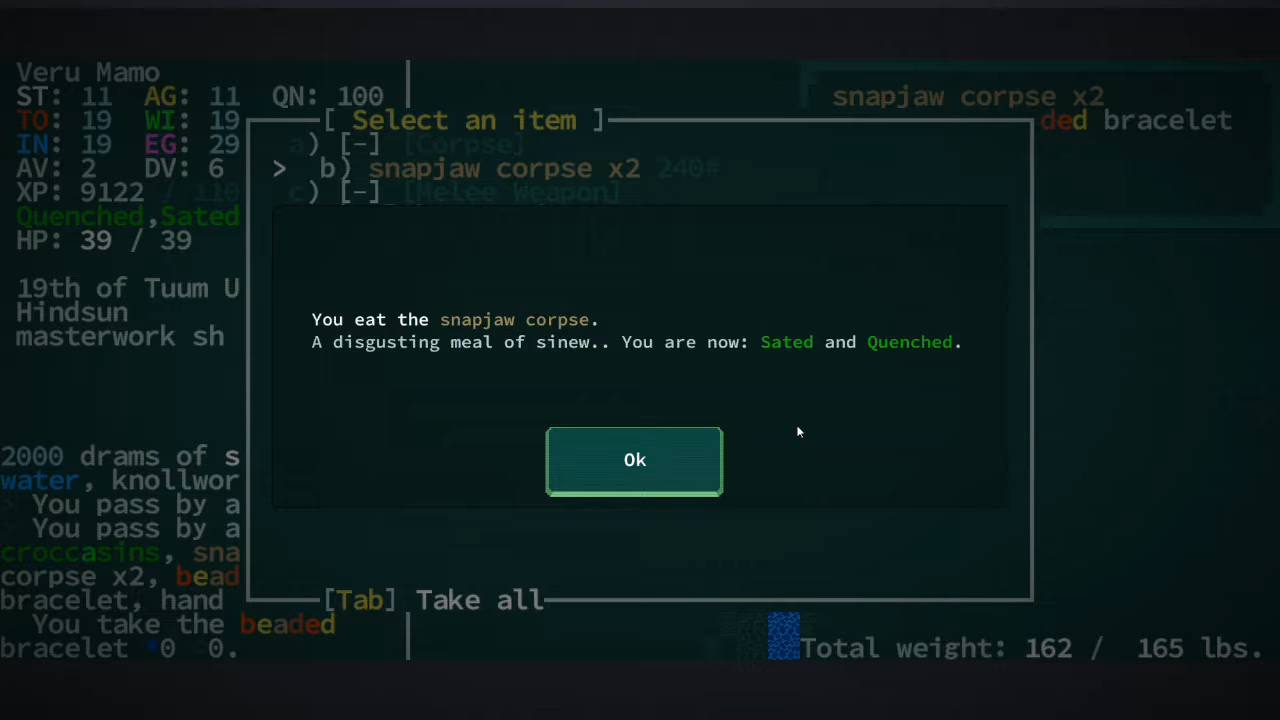 Veru Mamo
ST: 11 AG: 11 QN: 100
TO: 19 WI: 19
IN: 19 EG: 29
AV: 2 DV: 6
XP: 9122 / 110
Quenched,Sated
HP: 39 / 39
19th of Tuum U
Hindsun
masterwork sh
2000 drams of s
water, knollwor
You pass by a
You pass by a
croccasins, sna
corpse x2, bead
bracelet, hand
You take the beaded
bracelet 0 0.
[ Select an item ]
a) [-] [Corpse]
> b) snapjaw corpse x2 240#
c) [-] [Melee Weapon]
You eat the snapjaw corpse.
A disgusting meal of sinew.. You are now: Sated and Quenched.
Ok
[Tab] Take all
snapjaw corpse x2
ded bracelet
Total weight: 162 / 165 lbs.